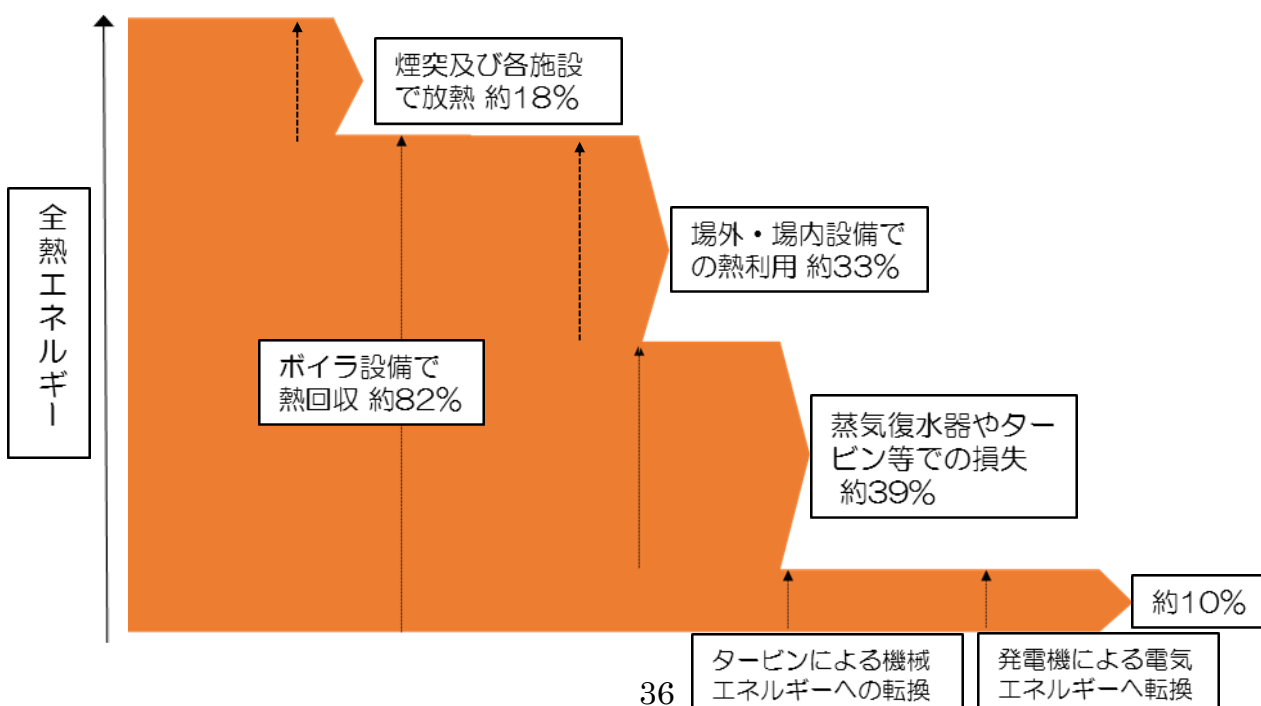 煙突及び各施設
で放熱 約18%
全熱エネルギー
場外・場内設備で
の熱利用 約33%
ボイラ設備で
熱回収 約82%
蒸気復水器やター
ビン等での損失
約39%
約10%
タービンによる機械
エネルギーへの転換
発電機による電気
エネルギーへ転換
36